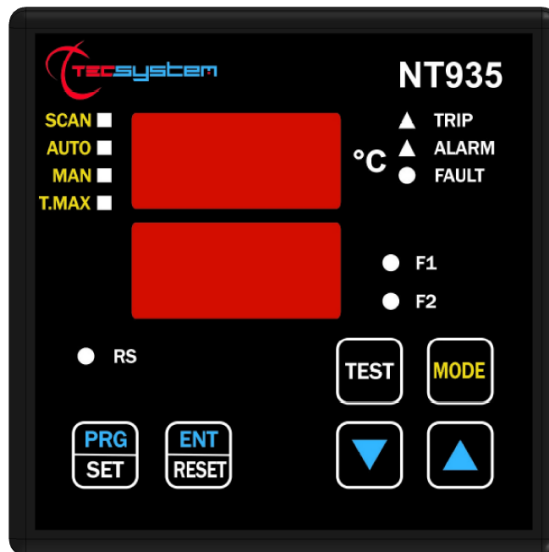 TECSYSTEM
NT935
SCAN
AUTO
MAN
T.MAX
°C
TRIP
ALARM
FAULT
F1
F2
RS
TEST
MODE
PRG
SET
ENT
RESET